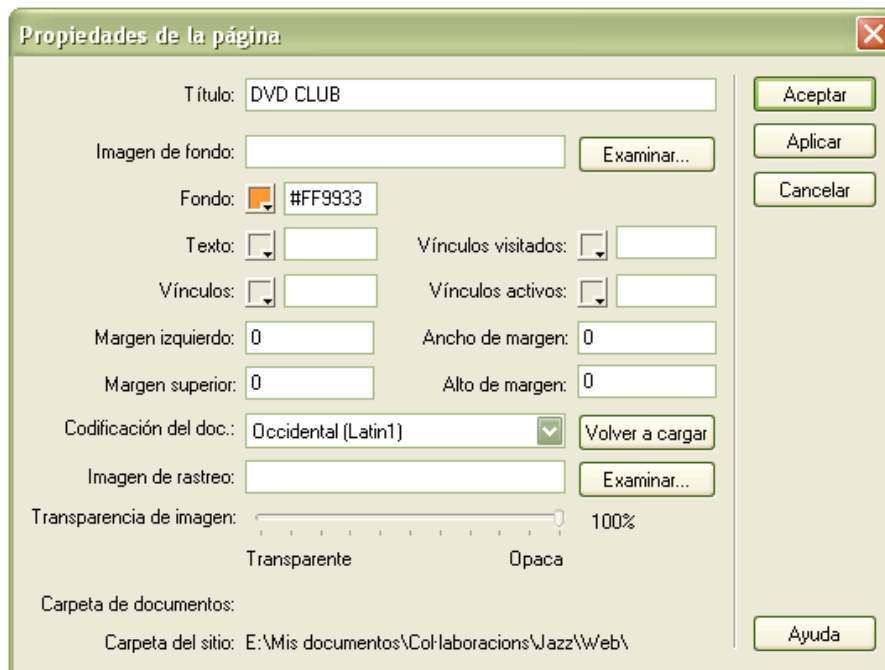 Propiedades de la página
Título: DVD CLUB
Aceptar
Imagen de fondo: Examinar...
Aplicar
Fondo: #FF9933
Cancelar
Texto: Vínculos visitados:
Vínculos: Vínculos activos:
Margen izquierdo: 0 Ancho de margen: 0
Margen superior: 0 Alto de margen: 0
Codificación del doc.: Occidental (Latin1) Volver a cargar
Imagen de rastreo: Examinar...
Transparencia de imagen: 100%
Transparente Opaca
Carpeta de documentos:
Carpeta del sitio: E:\Mis documentos\Col·laboracions\Jazz\Web\
Ayuda